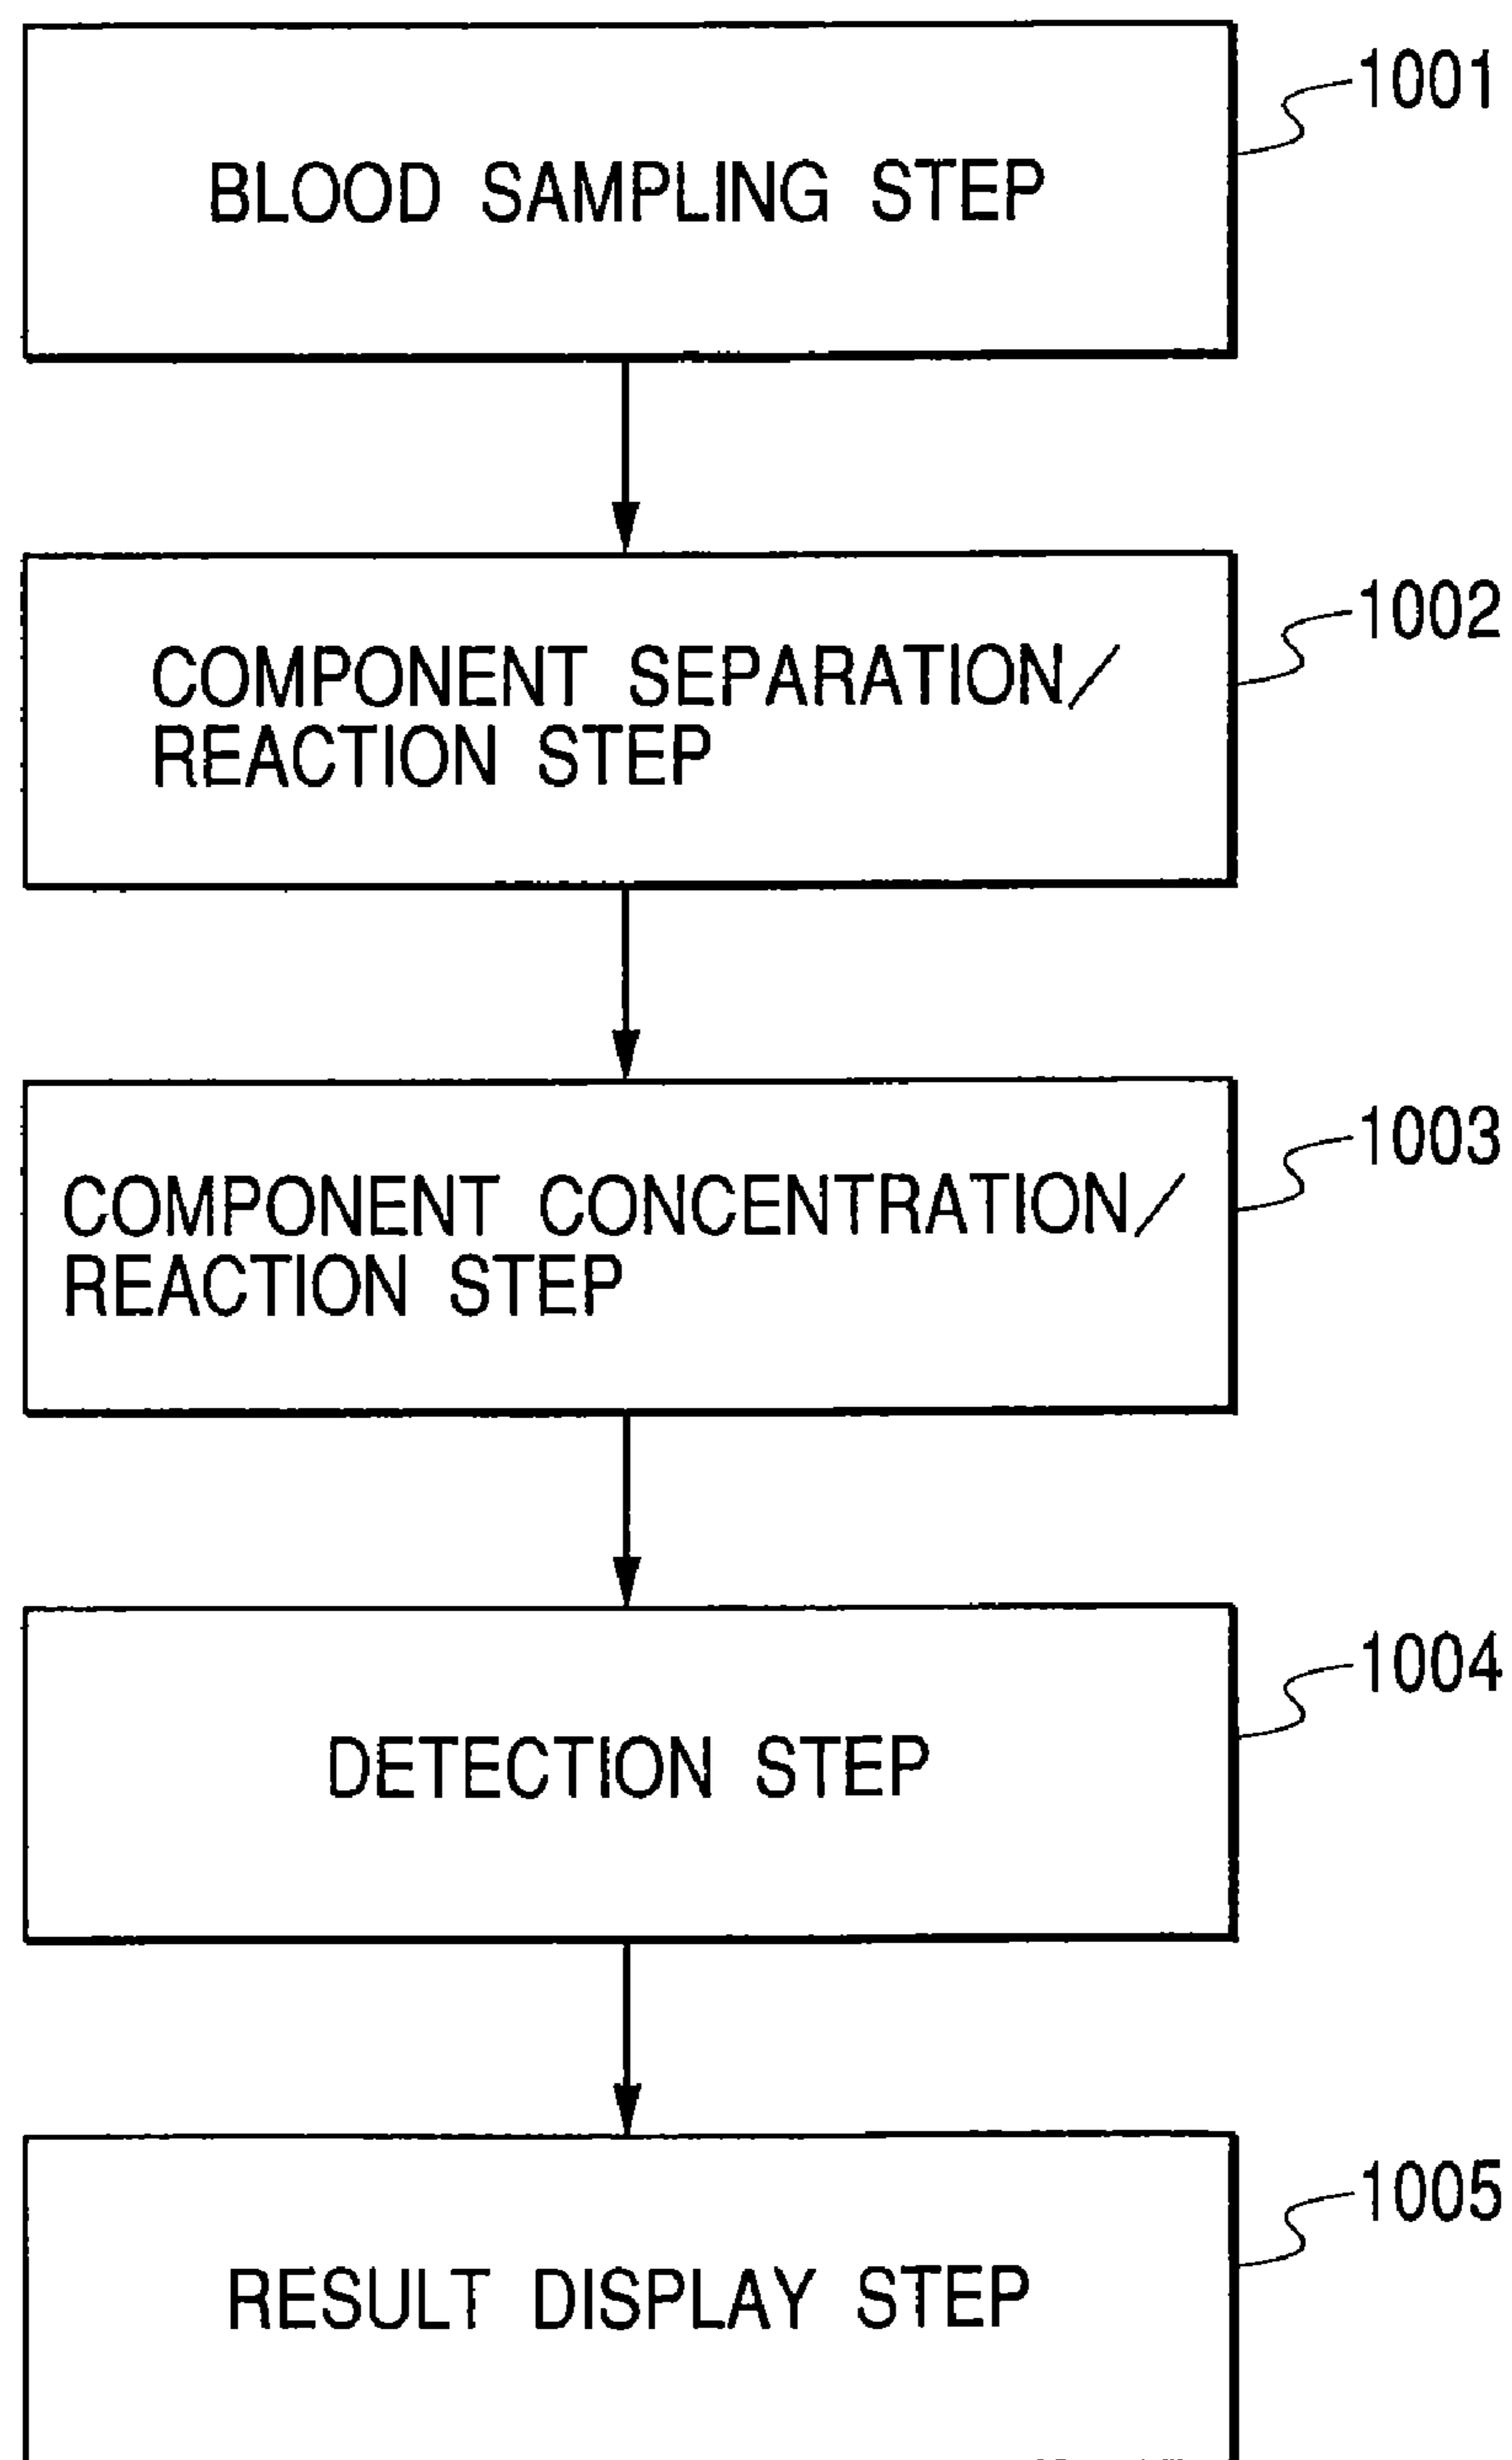 1001
BLOOD SAMPLING STEP
1002
COMPONENT SEPARATION/
REACTION STEP
1003
COMPONENT CONCENTRATION/
REACTION STEP
1004
DETECTION STEP
1005
RESULT DISPLAY STEP